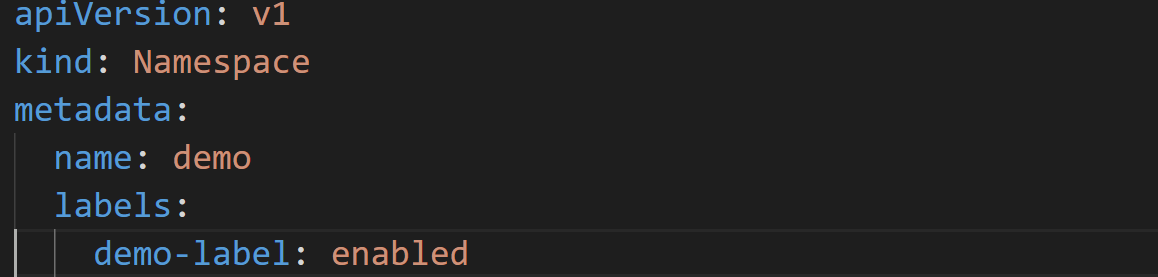 apiVersion: v1
kind: Namespace
metadata:
  name: demo
  labels:
    demo-label: enabled